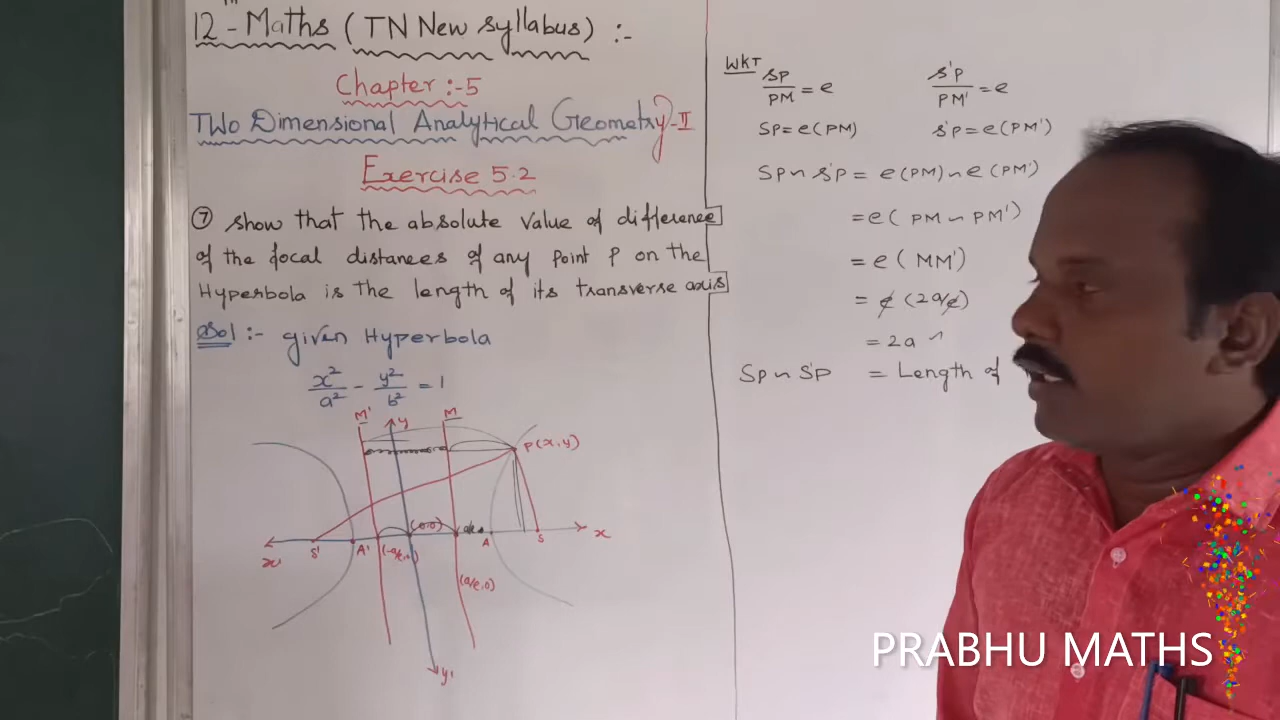 12th - Maths (TN New syllabus) :-
Chapter :-5
Two Dimensional Analytical Geometry-II
Exercise 5.2
⑦ show that the absolute value of difference
of the focal distances of any point P on the
Hyperbola is the length of its transverse axis
Sol :- given Hyperbola
x²/a² - y²/b² = 1
M' M
y
P(x,y)
(0,0) a/e
x' S' A' (-a/e,0) A S x
(a/e,0)
y'
WKT SP/PM = e S'P/PM' = e
SP = e(PM) S'P = e(PM')
SP ~ S'P = e(PM) ~ e(PM')
= e( PM ~ PM')
= e ( MM')
= e (2a/e)
= 2a
SP ~ S'P = Length of
PRABHU MATHS